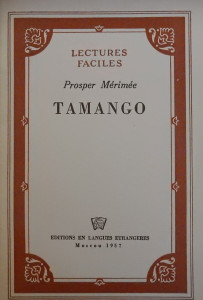 LECTURES
FACILES
Prosper Mérimée
TAMANGO
EDITIONS EN LANGUES ETRANGERES
Moscou 1957